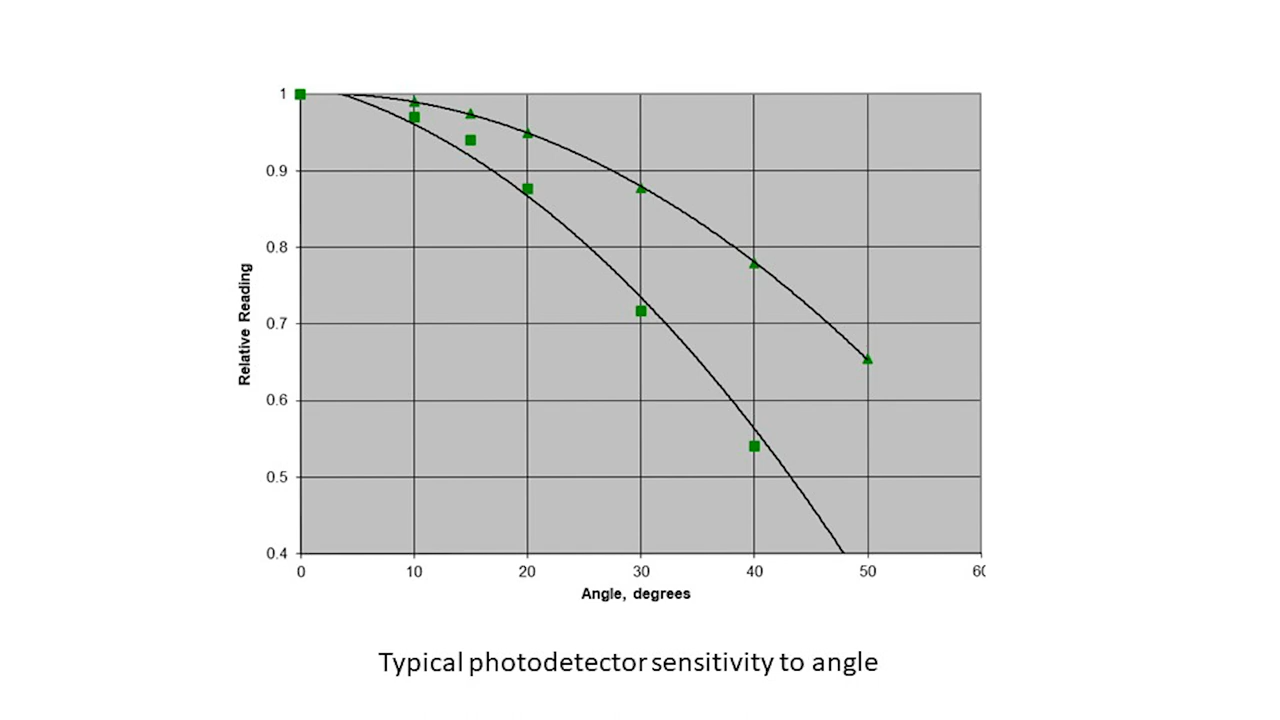 1
0.9
0.8
0.7
0.6
0.5
0.4
Relative Reading
0 10 20 30 40 50 60
Angle, degrees
Typical photodetector sensitivity to angle